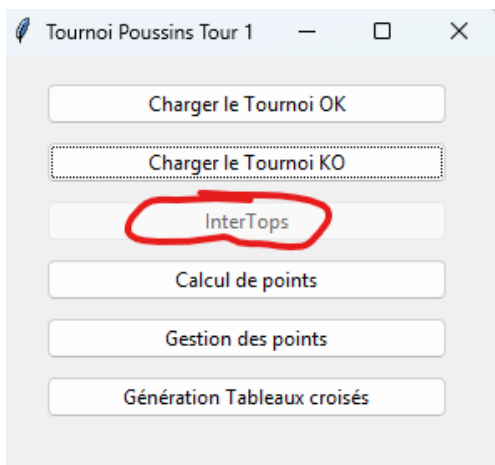 Tournoi Poussins Tour 1
Charger le Tournoi OK
Charger le Tournoi KO
InterTops
Calcul de points
Gestion des points
Génération Tableaux croisés